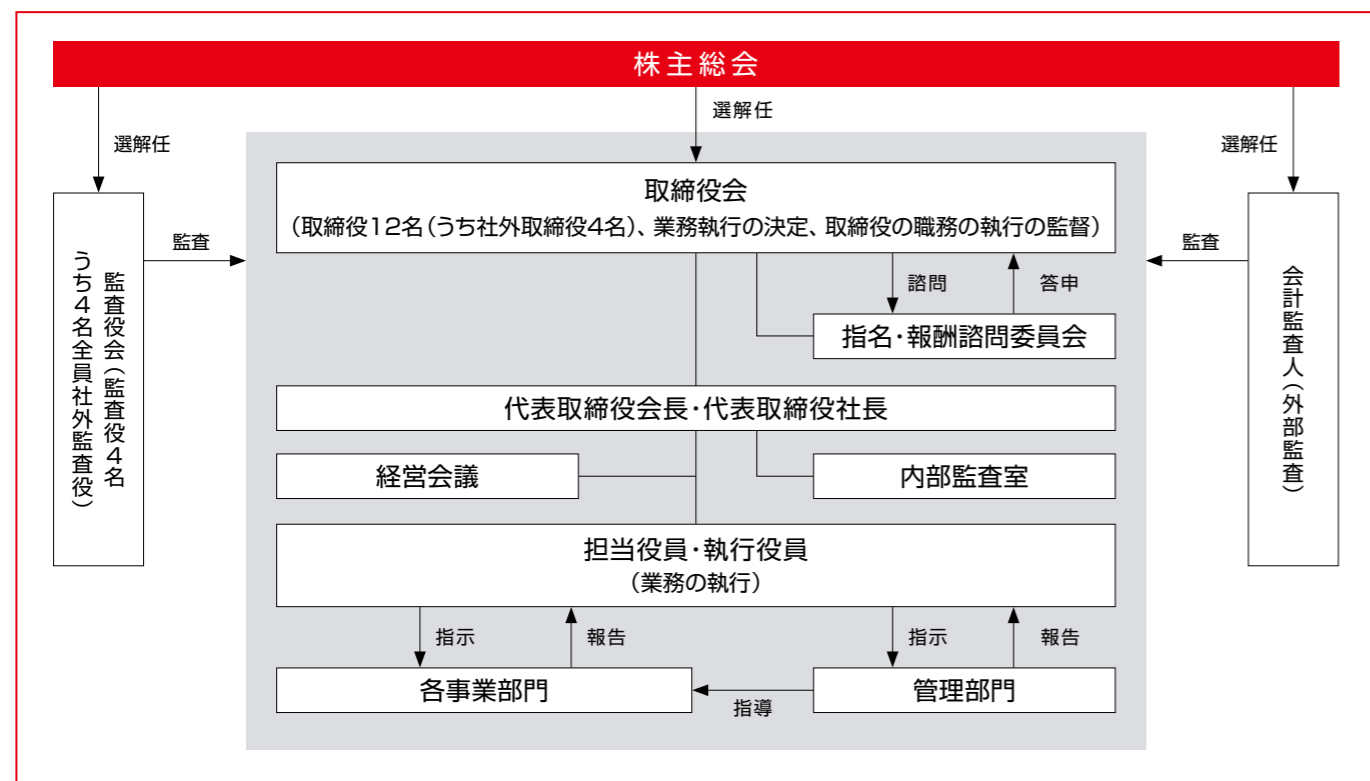 株主総会
選解任
選解任
選解任
取締役会
（取締役12名（うち社外取締役4名）、業務執行の決定、取締役の職務の執行の監督）
監査
監査
監査役会（監査役4名
うち4名全員社外監査役）
会計監査人（外部監査）
諮問
答申
指名・報酬諮問委員会
代表取締役会長・代表取締役社長
経営会議
内部監査室
担当役員・執行役員
（業務の執行）
指示
報告
指示
報告
各事業部門
指導
管理部門